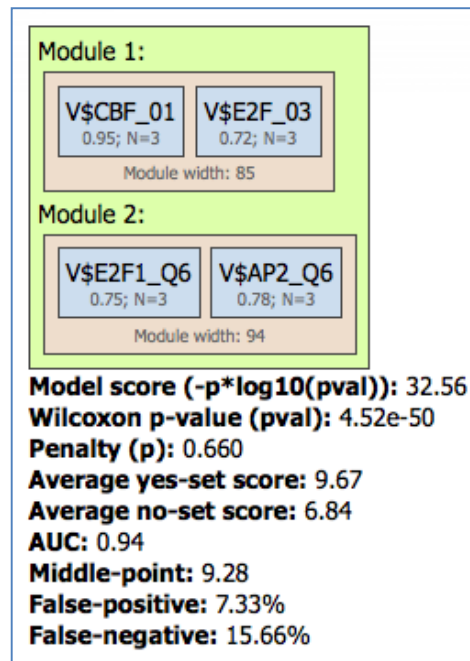 Module 1:
V$CBF_01 V$E2F_03
0.95; N=3 0.72; N=3
Module width: 85
Module 2:
V$E2F1_Q6 V$AP2_Q6
0.75; N=3 0.78; N=3
Module width: 94
Model score (-p*log10(pval)): 32.56
Wilcoxon p-value (pval): 4.52e-50
Penalty (p): 0.660
Average yes-set score: 9.67
Average no-set score: 6.84
AUC: 0.94
Middle-point: 9.28
False-positive: 7.33%
False-negative: 15.66%